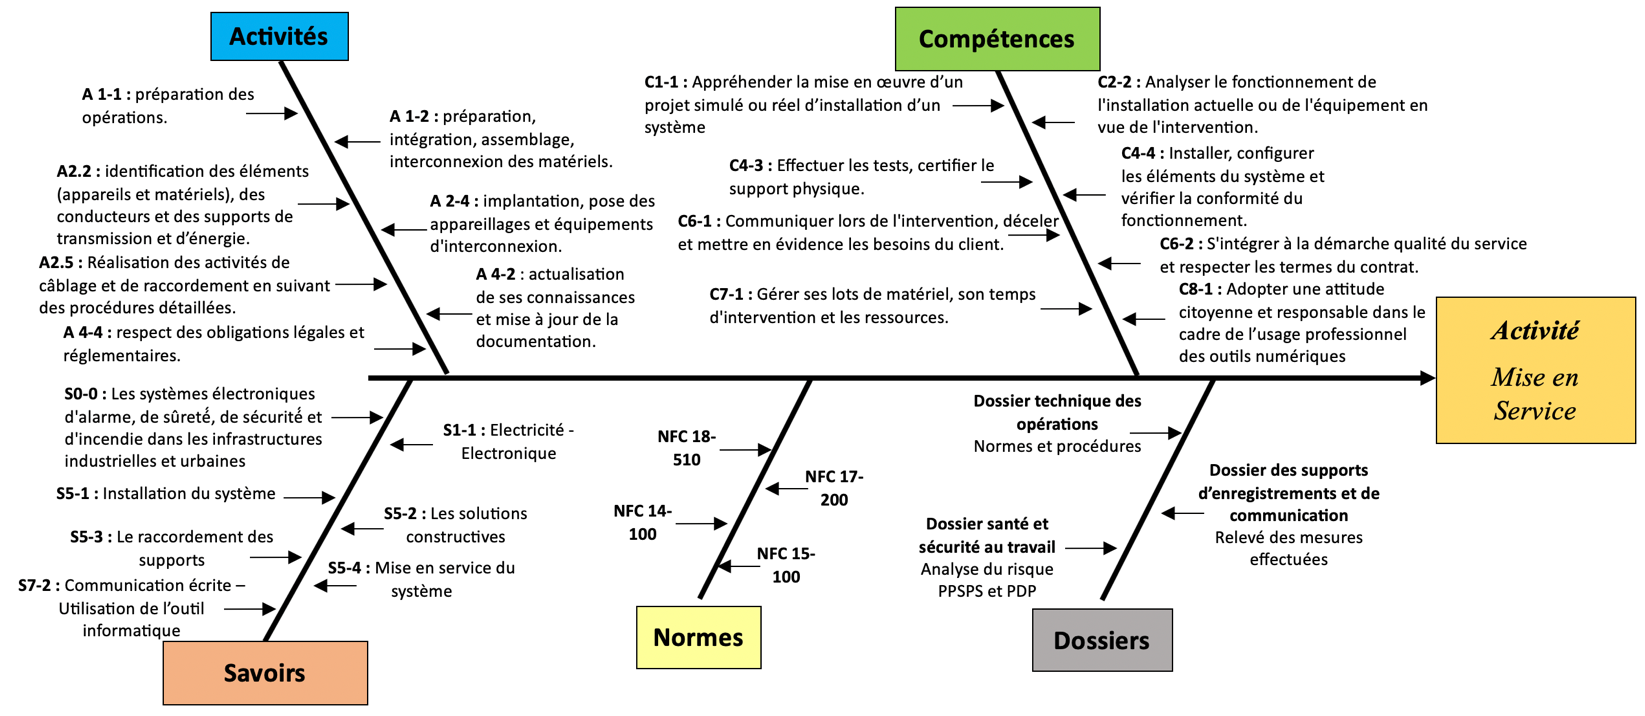 Activités
A 1-1 : préparation des
opérations.
A 1-2 : préparation,
intégration, assemblage,
interconnexion des matériels.
A2.2 : identification des éléments
(appareils et matériels), des
conducteurs et des supports de
transmission et d’énergie.
A 2-4 : implantation, pose des
appareillages et équipements
d'interconnexion.
A2.5 : Réalisation des activités de
câblage et de raccordement en suivant
des procédures détaillées.
A 4-2 : actualisation
de ses connaissances
et mise à jour de la
documentation.
A 4-4 : respect des obligations légales et
réglementaires.
Compétences
C1-1 : Appréhender la mise en œuvre d’un
projet simulé ou réel d’installation d’un
système
C2-2 : Analyser le fonctionnement de
l'installation actuelle ou de l'équipement en
vue de l'intervention.
C4-3 : Effectuer les tests, certifier le
support physique.
C4-4 : Installer, configurer
les éléments du système et
vérifier la conformité du
fonctionnement.
C6-1 : Communiquer lors de l'intervention, déceler
et mettre en évidence les besoins du client.
C6-2 : S'intégrer à la démarche qualité du service
et respecter les termes du contrat.
C7-1 : Gérer ses lots de matériel, son temps
d'intervention et les ressources.
C8-1 : Adopter une attitude
citoyenne et responsable dans le
cadre de l’usage professionnel
des outils numériques
Activité
Mise en
Service
S0-0 : Les systèmes électroniques
d'alarme, de sûreté, de sécurité et
d'incendie dans les infrastructures
industrielles et urbaines
S1-1 : Electricité -
Electronique
S5-1 : Installation du système
S5-2 : Les solutions
constructives
S5-3 : Le raccordement des
supports
S5-4 : Mise en service du
système
S7-2 : Communication écrite –
Utilisation de l’outil
informatique
Savoirs
NFC 18-
510
NFC 17-
200
NFC 14-
100
NFC 15-
100
Normes
Dossier technique des
opérations
Normes et procédures
Dossier des supports
d’enregistrements et de
communication
Relevé des mesures
effectuées
Dossier santé et
sécurité au travail
Analyse du risque
PPSPS et PDP
Dossiers